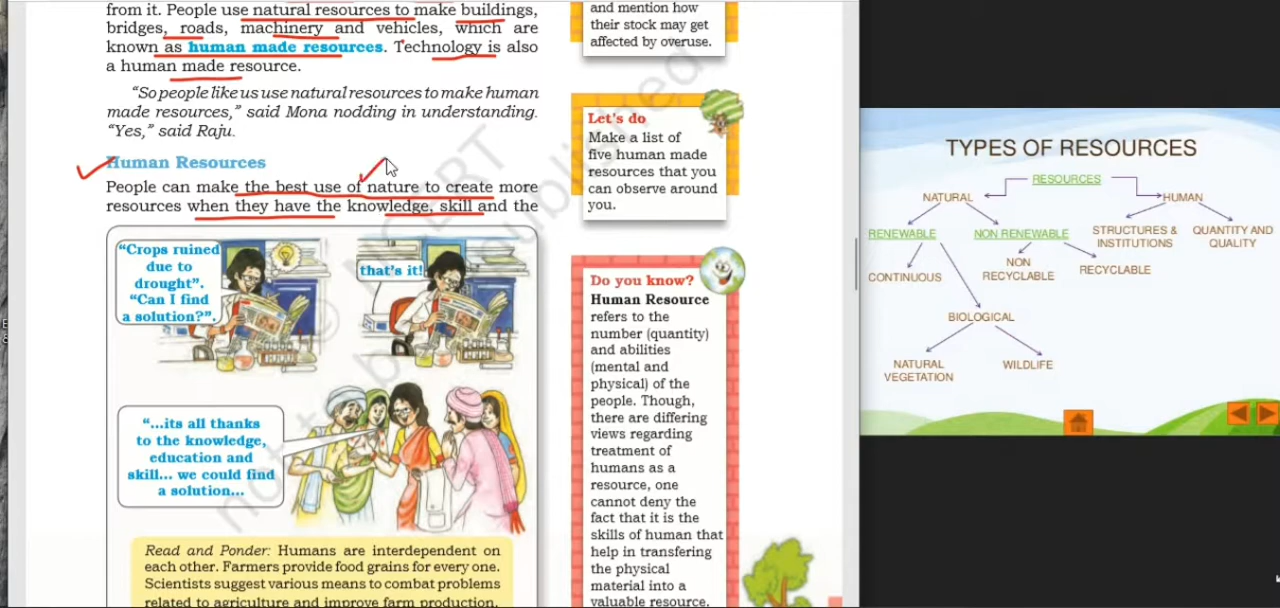 from it. People use natural resources to make buildings,
bridges, roads, machinery and vehicles, which are
known as human made resources. Technology is also
a human made resource.
“So people like us use natural resources to make human
made resources,” said Mona nodding in understanding.
“Yes,” said Raju.
Human Resources
People can make the best use of nature to create more
resources when they have the knowledge, skill and the
“Crops ruined
due to
drought”.
“Can I find
a solution?”.
that's it!
“...its all thanks
to the knowledge,
education and
skill... we could find
a solution...
Read and Ponder: Humans are interdependent on
each other. Farmers provide food grains for every one.
Scientists suggest various means to combat problems
related to agriculture and improve farm production.
and mention how
their stock may get
affected by overuse.
Let's do
Make a list of
five human made
resources that you
can observe around
you.
Do you know?
Human Resource
refers to the
number (quantity)
and abilities
(mental and
physical) of the
people. Though,
there are differing
views regarding
treatment of
humans as a
resource, one
cannot deny the
fact that it is the
skills of human that
help in transfering
the physical
material into a
valuable resource.
not to be republished
© NCERT
TYPES OF RESOURCES
RESOURCES
NATURAL
HUMAN
RENEWABLE
NON RENEWABLE
STRUCTURES &
INSTITUTIONS
QUANTITY AND
QUALITY
CONTINUOUS
NON
RECYCLABLE
RECYCLABLE
BIOLOGICAL
NATURAL
VEGETATION
WILDLIFE